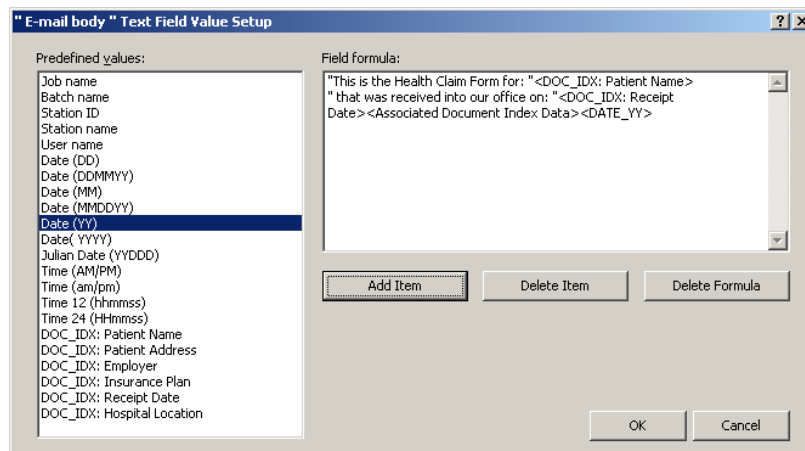 " E-mail body " Text Field Value Setup
Predefined values:
Job name
Batch name
Station ID
Station name
User name
Date (DD)
Date (DDMMYY)
Date (MM)
Date (MMDDYY)
Date (YY)
Date( YYYY)
Julian Date (YYDDD)
Time (AM/PM)
Time (am/pm)
Time 12 (hhmmss)
Time 24 (HHmmss)
DOC_IDX: Patient Name
DOC_IDX: Patient Address
DOC_IDX: Employer
DOC_IDX: Insurance Plan
DOC_IDX: Receipt Date
DOC_IDX: Hospital Location
Field formula:
"This is the Health Claim Form for: "<DOC_IDX: Patient Name>
" that was received into our office on: "<DOC_IDX: Receipt
Date><Associated Document Index Data><DATE_YY>
Add Item
Delete Item
Delete Formula
OK
Cancel